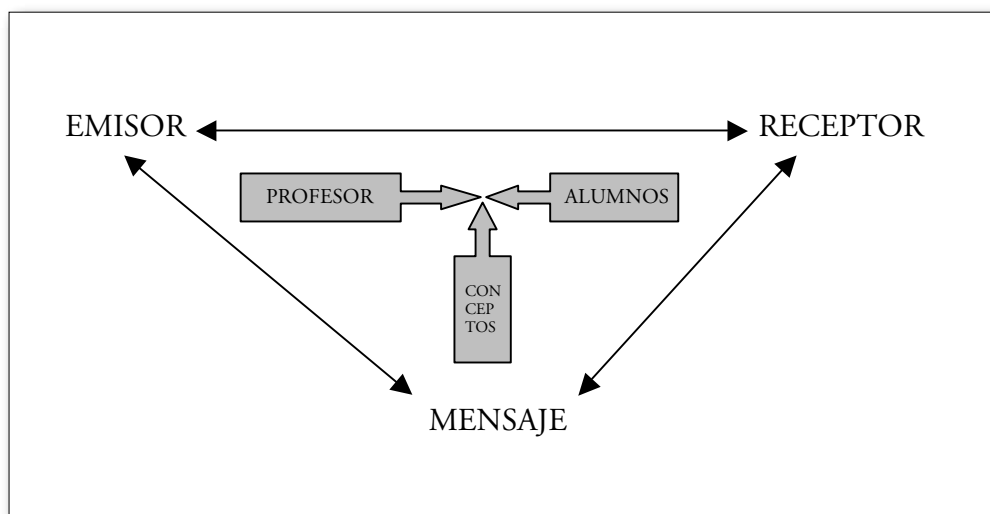 EMISOR
RECEPTOR
PROFESOR
ALUMNOS
CON
CEP
TOS
MENSAJE